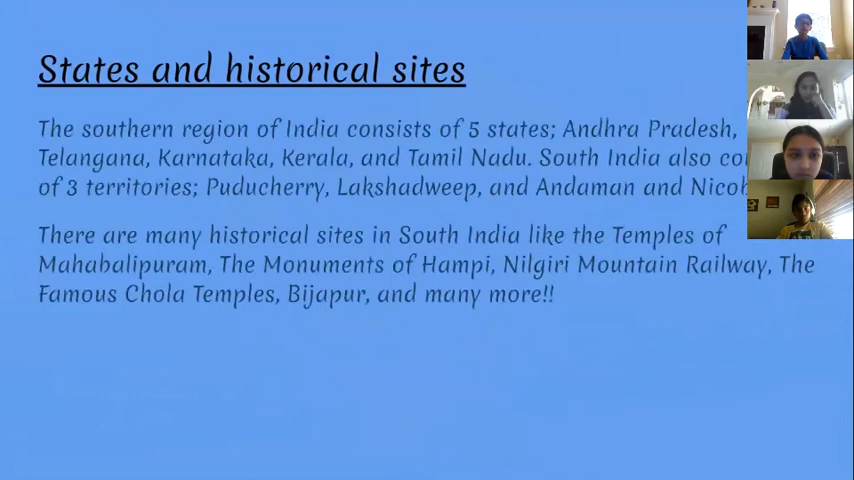 States and historical sites
The southern region of India consists of 5 states; Andhra Pradesh,
Telangana, Karnataka, Kerala, and Tamil Nadu. South India also
of 3 territories; Puducherry, Lakshadweep, and Andaman and
There are many historical sites in South India like the Temples of
Mahabalipuram, The Monuments of Hampi, Nilgiri Mountain Railway, The
Famous Chola Temples, Bijapur, and many more!!